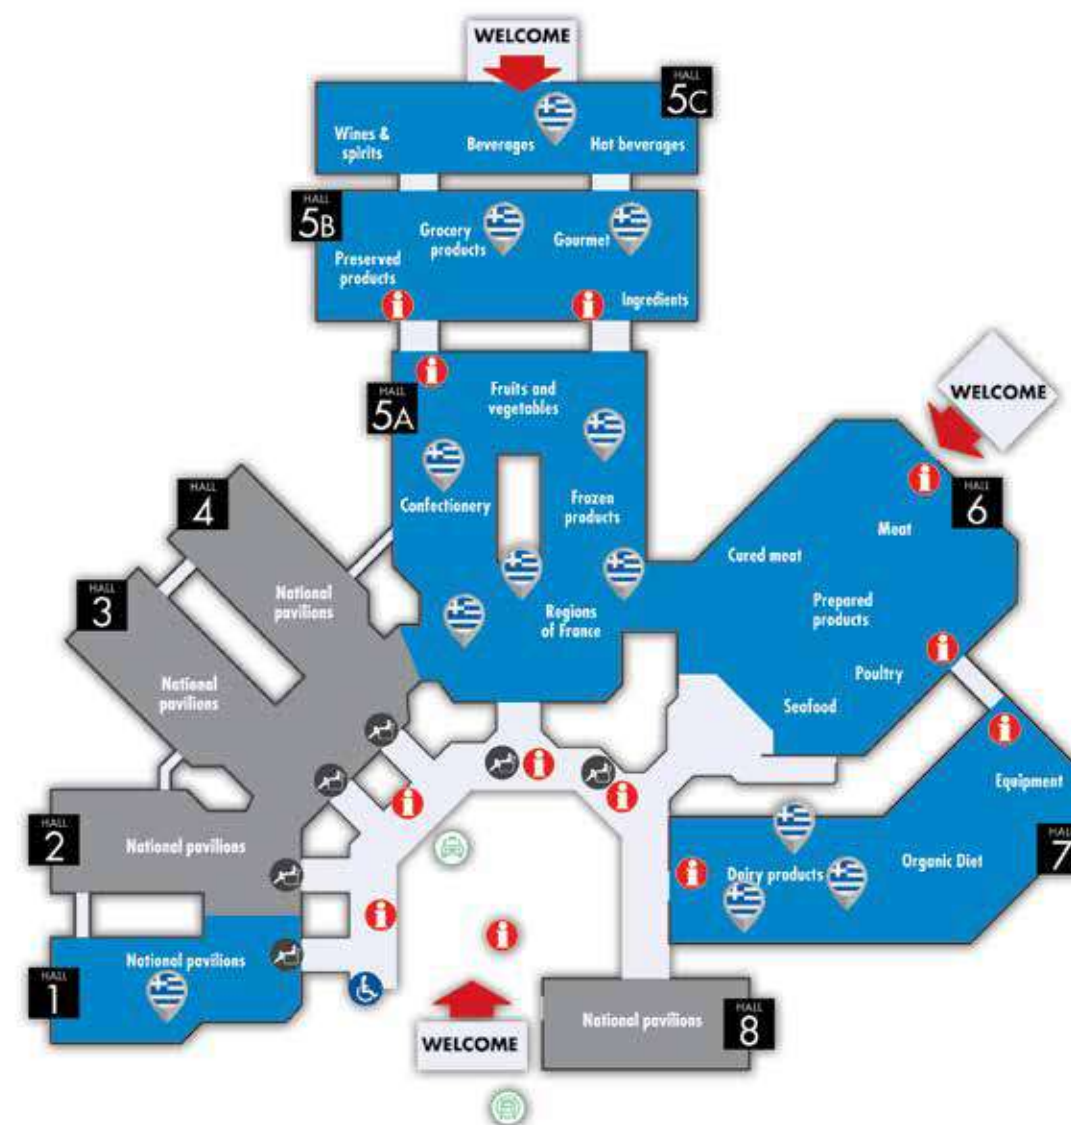 WELCOME
HALL
5C
Wines &
spirits
Beverages
Hot beverages
HALL
5B
Grocery
products
Gourmet
Preserved
products
Ingredients
HALL
5A
Fruits and
vegetables
WELCOME
Confectionery
Frozen
products
HALL
4
HALL
6
Meat
Cured meat
HALL
3
National
pavilions
Regions
of France
Prepared
products
National
pavilions
Poultry
Seafood
Equipment
HALL
2
National pavilions
Dairy products
Organic Diet
HALL
7
National pavilions
HALL
1
WELCOME
National pavilions
HALL
8